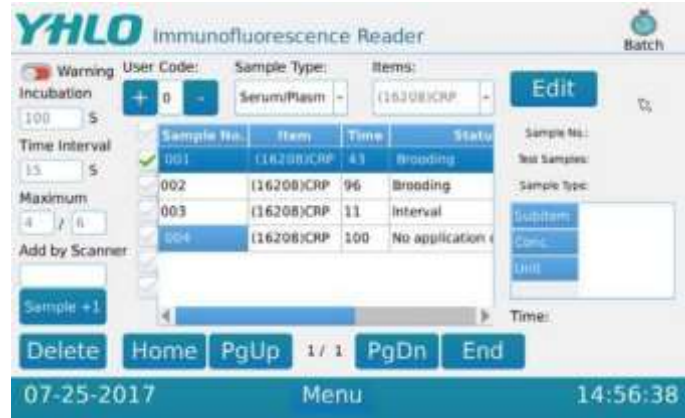 YHLO Immunofluorescence Reader
Batch
Warning
User Code:
Sample Type:
Items:
Incubation
100 S
+ 0 -
Serum/Plasm
(16208)CRP
Edit
Time Interval
15 S
Maximum
4 / 6
Add by Scanner
Sample +1
Sample No. Item Time Statu
001 (16208)CRP 43 Brooding
002 (16208)CRP 96 Brooding
003 (16208)CRP 11 Interval
004 (16208)CRP 100 No application
Sample No.:
Test Samples:
Sample Type:
Subitem
Conc.
Unit
Time:
Delete Home PgUp 1/ 1 PgDn End
07-25-2017 Menu 14:56:38